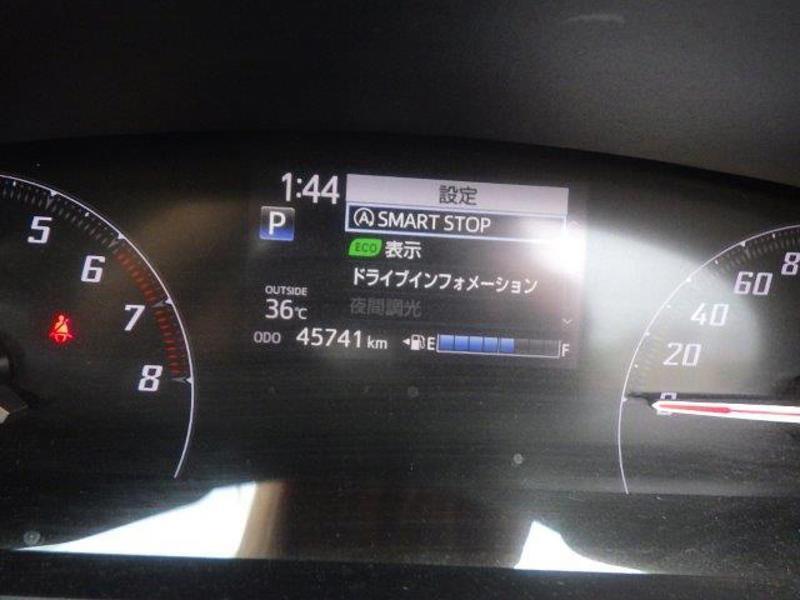 1:44
設定
P
Ⓐ SMART STOP
ECO 表示
ドライブインフォメーション
夜間調光
OUTSIDE
36℃
ODO 45741 km
E F
5
6
7
8
0
20
40
60
8